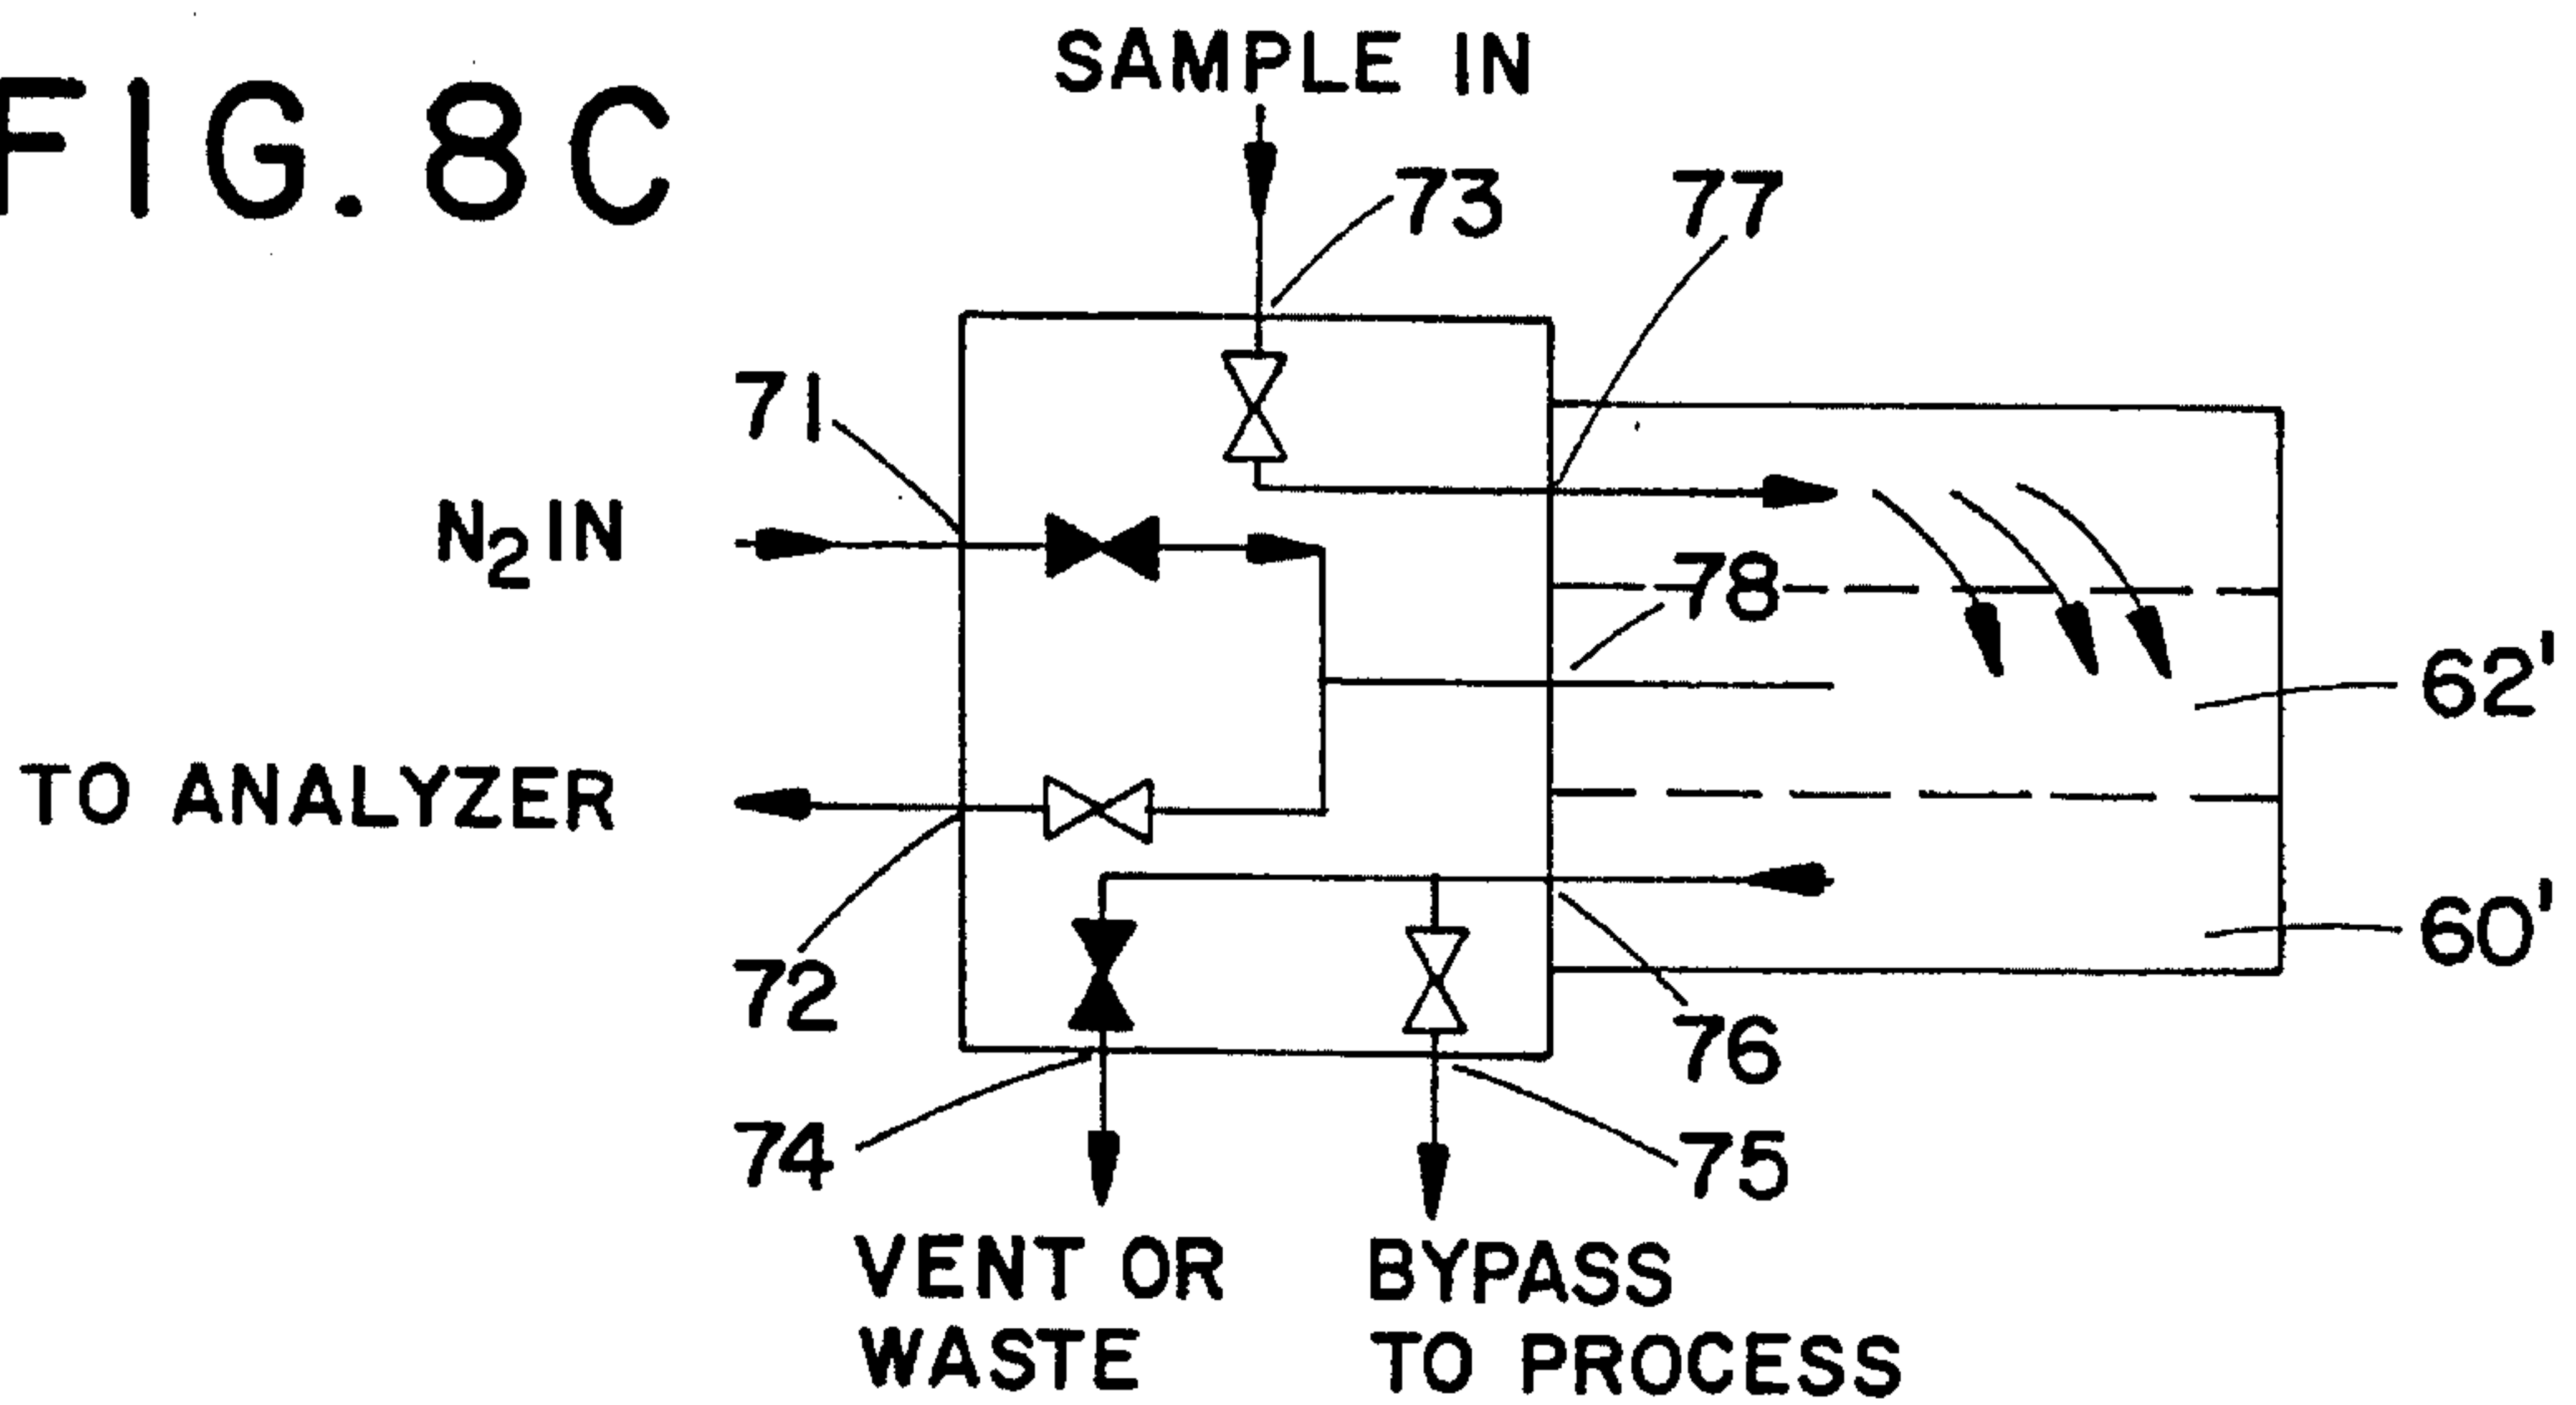 FIG. 8C
SAMPLE IN
73
77
71
N₂ IN
78
62'
TO ANALYZER
60'
72
76
74
75
VENT OR
WASTE
BYPASS
TO PROCESS